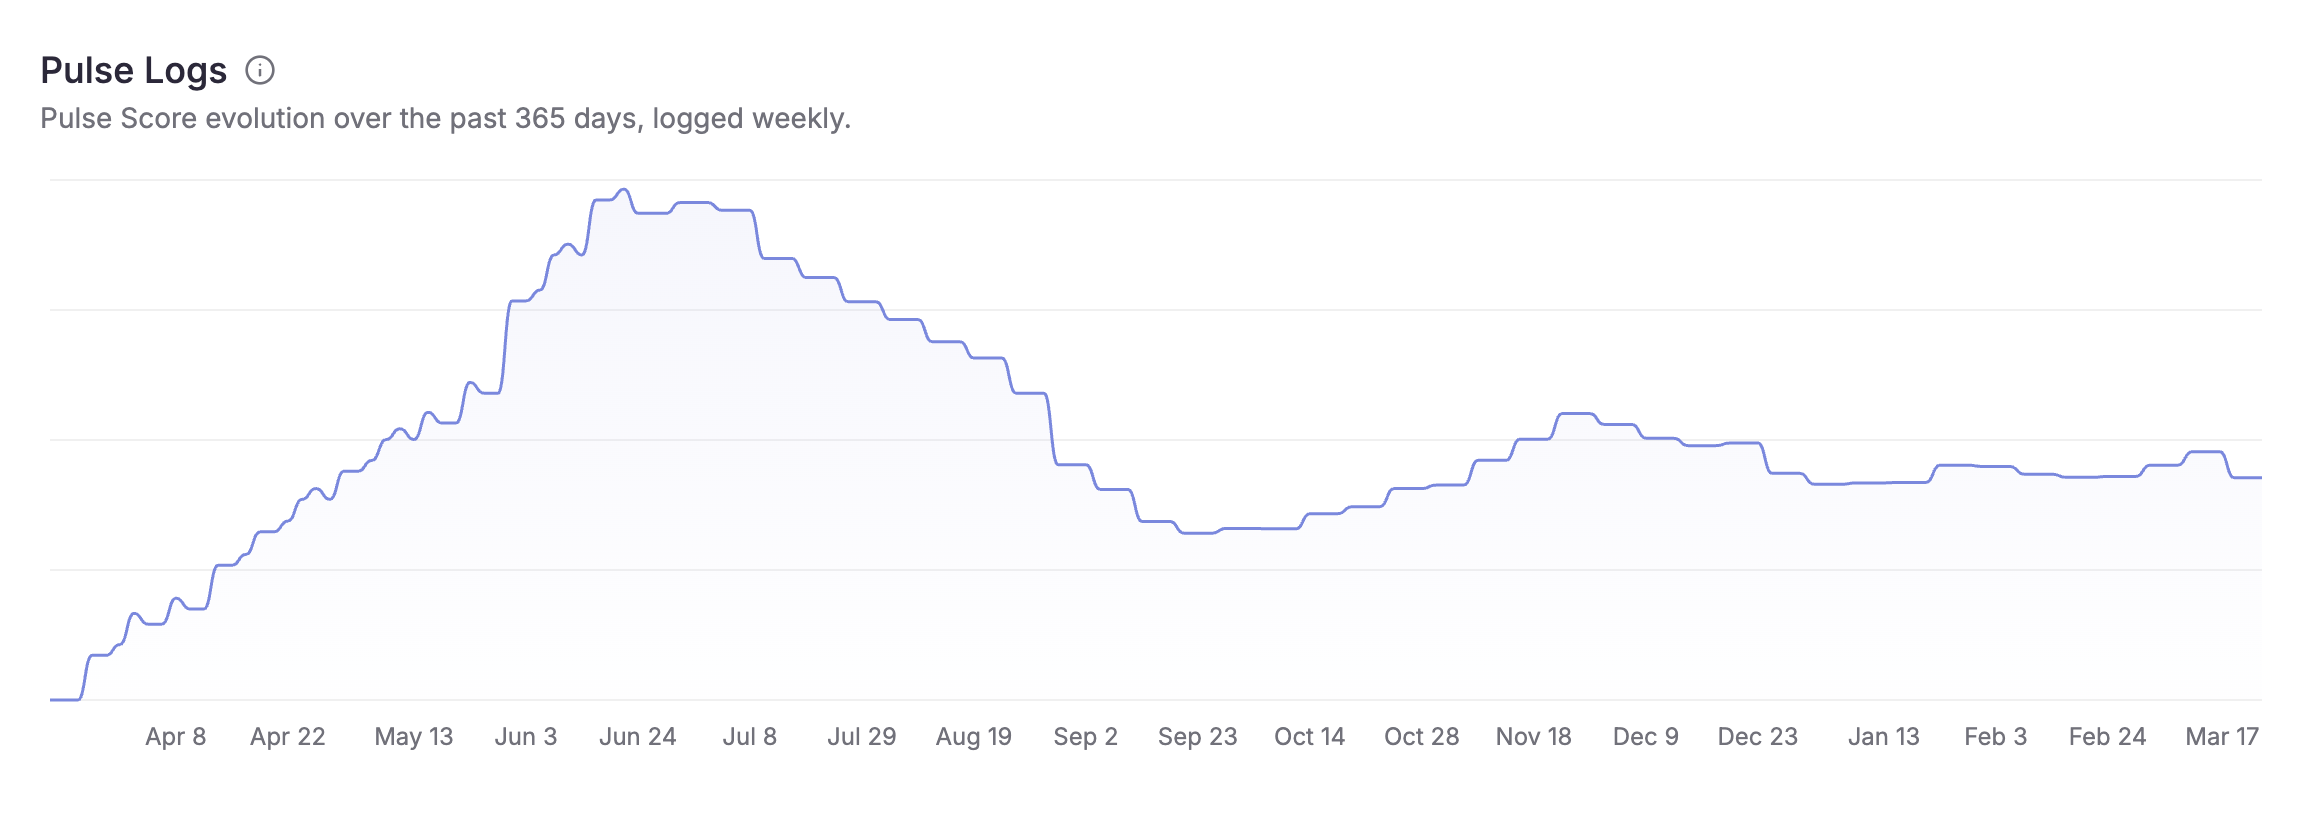 Pulse Logs
Pulse Score evolution over the past 365 days, logged weekly.
Apr 8 Apr 22 May 13 Jun 3 Jun 24 Jul 8 Jul 29 Aug 19 Sep 2 Sep 23 Oct 14 Oct 28 Nov 18 Dec 9 Dec 23 Jan 13 Feb 3 Feb 24 Mar 17